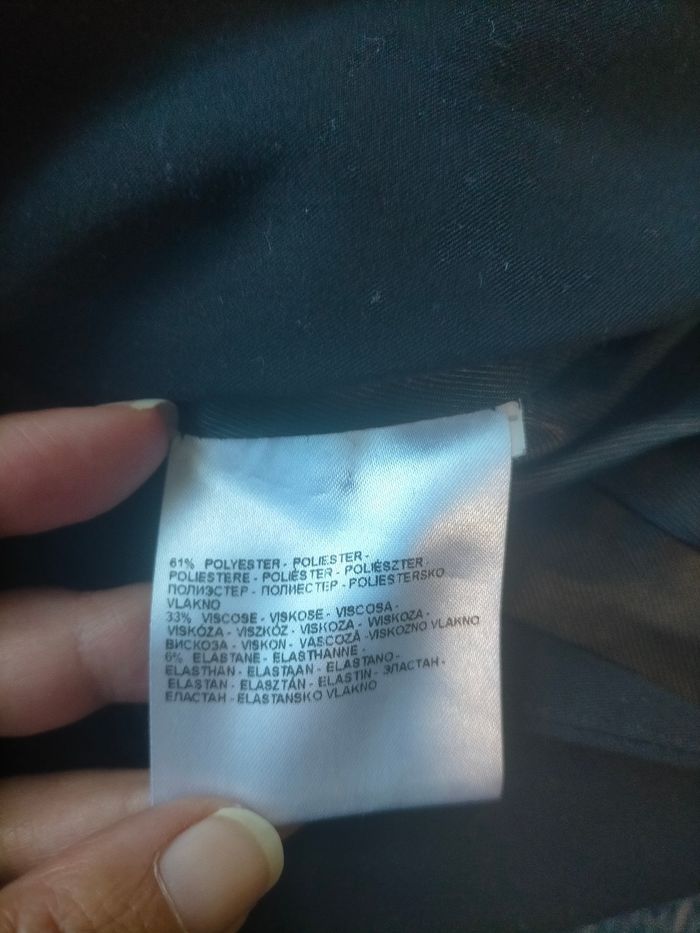 61% POLYESTER - POLIESTER -
POLIESTERE - POLIÉSTER - POLIÉSZTER
ПОЛИЭСТЕР - ПОЛИЕСТЕР - POLIESTERSKO
VLAKNO
33% VISCOSE - VISKOSE - VISCOSA -
VISKÓZA - VISZKÓZ - VISKOZA - WISKOZA -
ВИСКОЗА - VISKON - VÂSCOZĂ - VISKOZNO VLAKNO
6% ELASTANE - ELASTHANNE -
ELASTHAN - ELASTAAN - ELASTANO -
ELASTAN - ELASZTÁN - ELASTIN - ЭЛАСТАН -
ЕЛАСТАН - ELASTANSKO VLAKNO